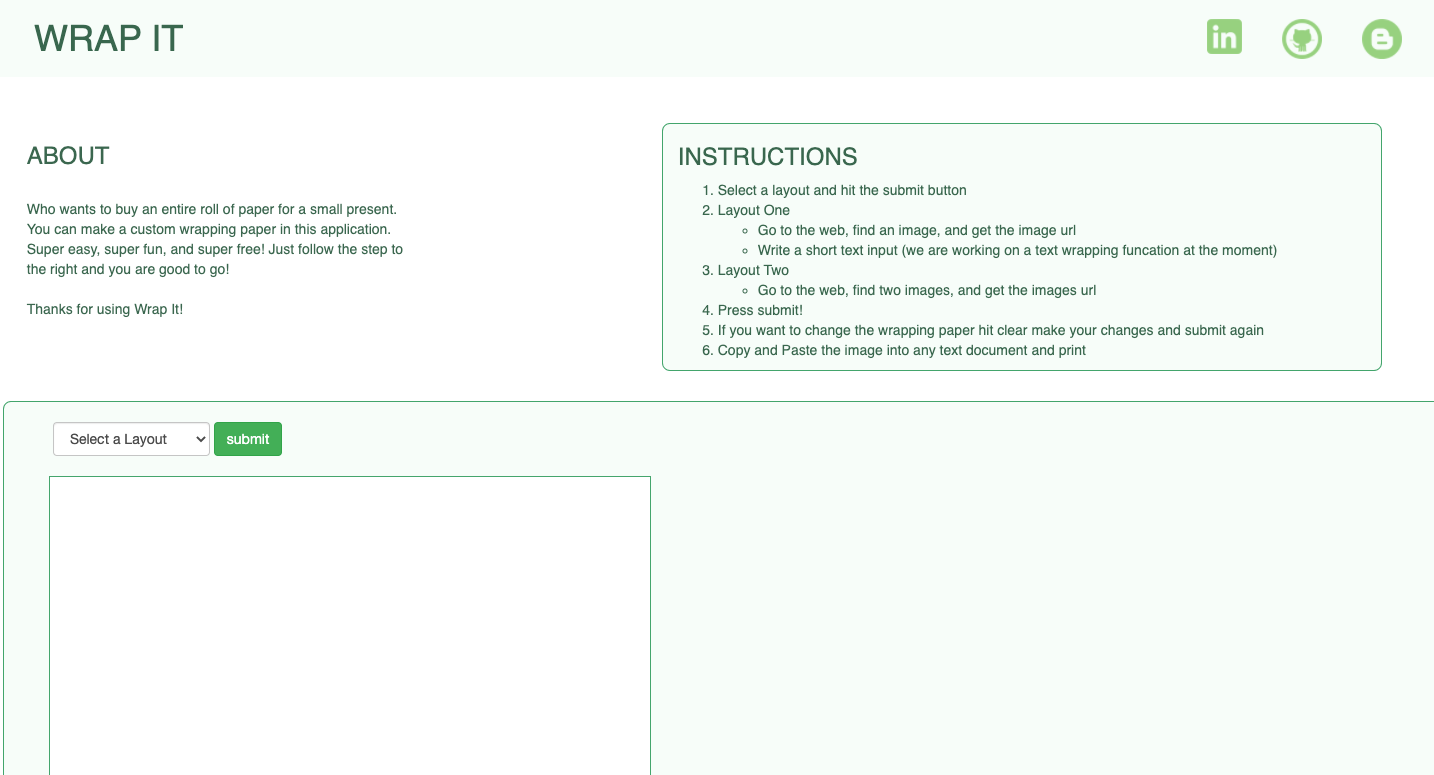 WRAP IT
in
B
ABOUT
Who wants to buy an entire roll of paper for a small present.
You can make a custom wrapping paper in this application.
Super easy, super fun, and super free! Just follow the step to
the right and you are good to go!
Thanks for using Wrap It!
INSTRUCTIONS
1. Select a layout and hit the submit button
2. Layout One
Go to the web, find an image, and get the image url
Write a short text input (we are working on a text wrapping funcation at the moment)
3. Layout Two
Go to the web, find two images, and get the images url
4. Press submit!
5. If you want to change the wrapping paper hit clear make your changes and submit again
6. Copy and Paste the image into any text document and print
Select a Layout
submit